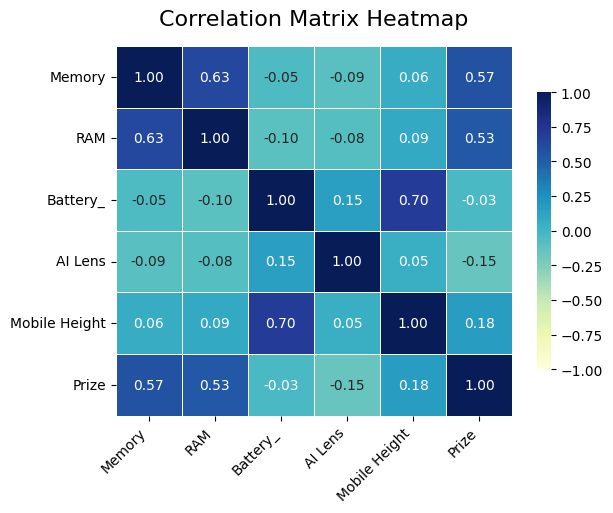 Correlation Matrix Heatmap
Memory 1.00 0.63 -0.05 -0.09 0.06 0.57
RAM 0.63 1.00 -0.10 -0.08 0.09 0.53
Battery_ -0.05 -0.10 1.00 0.15 0.70 -0.03
AI Lens -0.09 -0.08 0.15 1.00 0.05 -0.15
Mobile Height 0.06 0.09 0.70 0.05 1.00 0.18
Prize 0.57 0.53 -0.03 -0.15 0.18 1.00
Memory RAM Battery_ AI Lens Mobile Height Prize
1.00
0.75
0.50
0.25
0.00
−0.25
−0.50
−0.75
−1.00